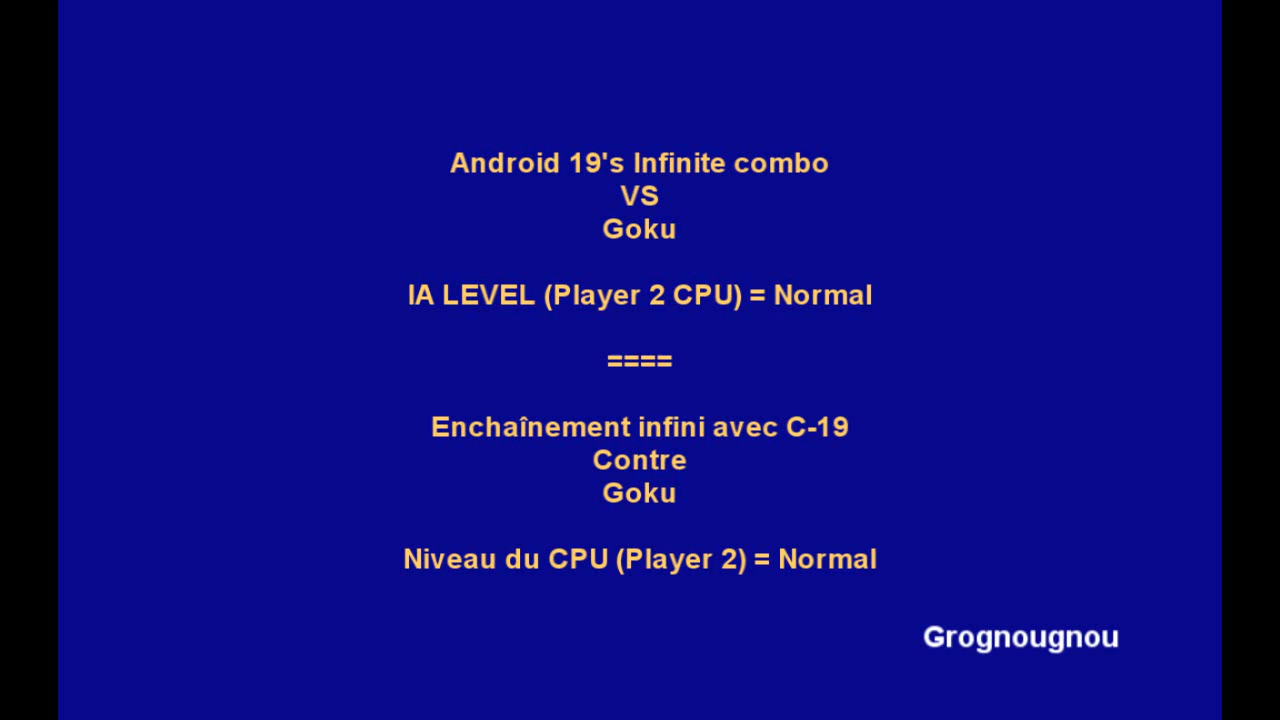 Android 19's Infinite combo
VS
Goku
IA LEVEL (Player 2 CPU) = Normal
====
Enchaînement infini avec C-19
Contre
Goku
Niveau du CPU (Player 2) = Normal
Grognougnou